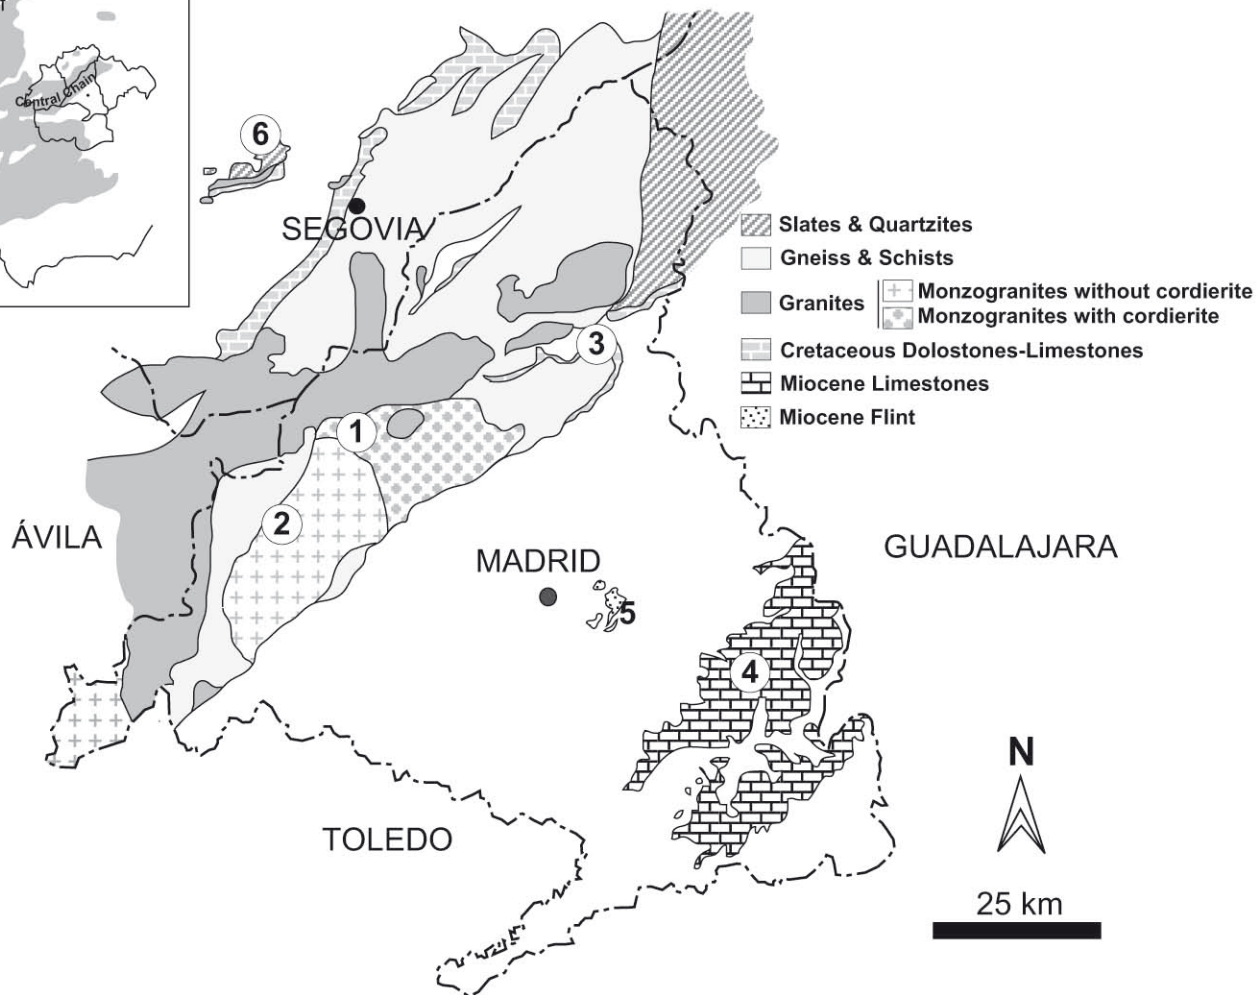 Central Chain
6
SEGOVIA
Slates & Quartzites
Gneiss & Schists
Granites
Monzogranites without cordierite
Monzogranites with cordierite
3
Cretaceous Dolostones-Limestones
Miocene Limestones
Miocene Flint
1
2
ÁVILA
MADRID
GUADALAJARA
5
4
N
TOLEDO
25 km